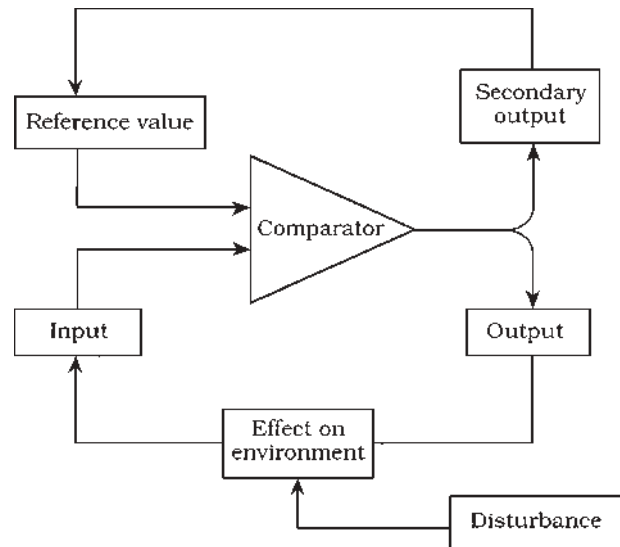 Secondary
output
Reference value
Comparator
Input
Output
Effect on
environment
Disturbance